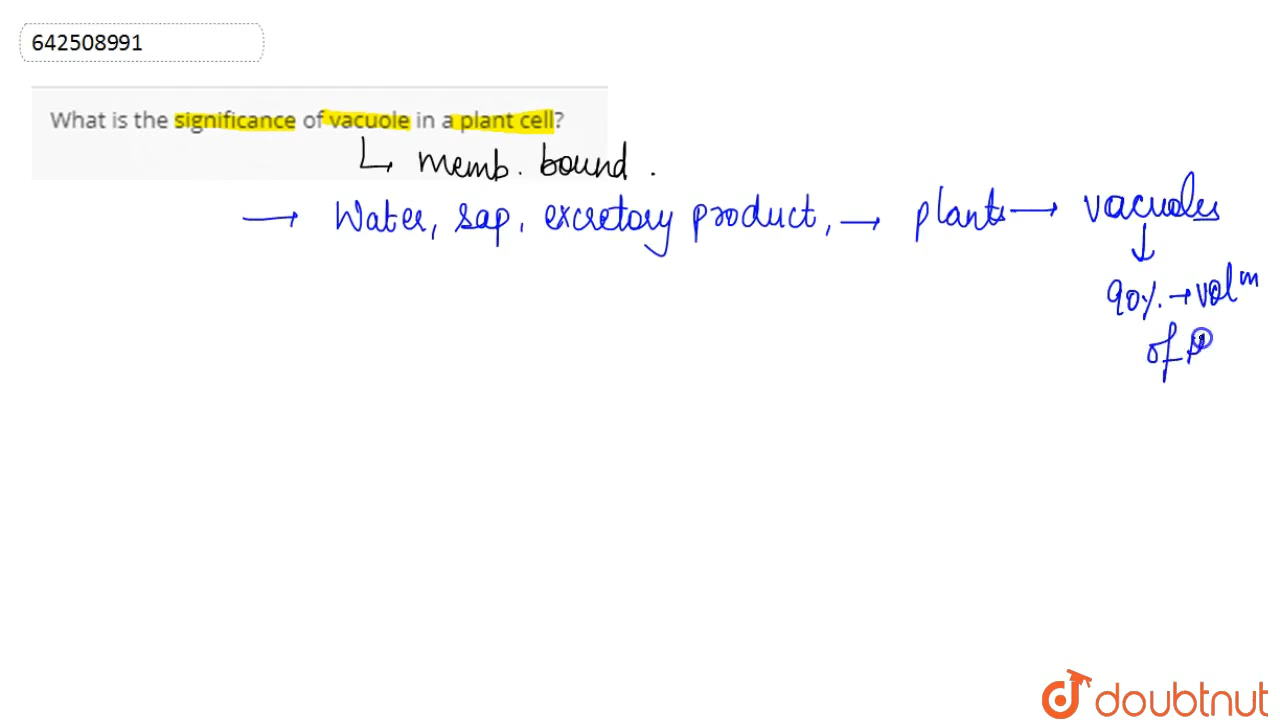 642508991
What is the significance of vacuole in a plant cell?
↳ memb. bound.
→ Water, sap, excretory product, → plants → vacuoles
↓
90% → volm
of
doubtnut